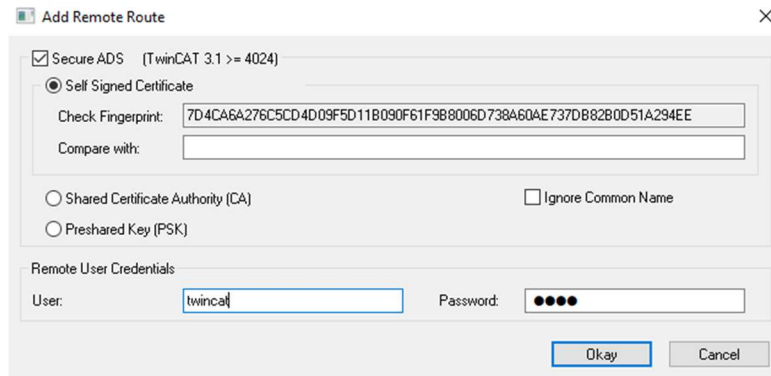 Add Remote Route
Secure ADS (TwinCAT 3.1 >= 4024)
Self Signed Certificate
Check Fingerprint: 7D4CA6A276C5CD4D09F5D11B090F61F9B8006D738A60AE737DB82B0D51A294EE
Compare with:
Shared Certificate Authority (CA) Ignore Common Name
Preshared Key (PSK)
Remote User Credentials
User: twincat Password: ●●●●
Okay Cancel